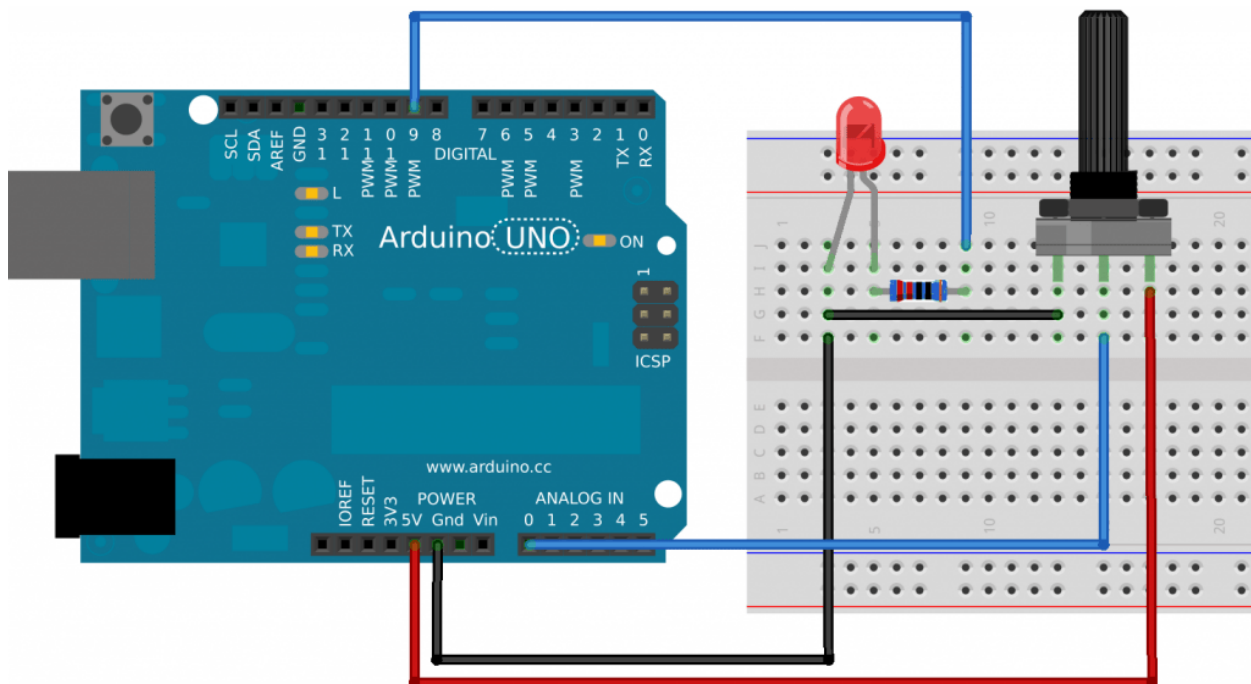 SCL
SDA
AREF
GND
13
12
PWM 11
PWM 10
PWM 9
8
DIGITAL
7
PWM 6
PWM 5
4
PWM 3
2
TX 1
RX 0
L
TX
RX
Arduino UNO
ON
1
ICSP
www.arduino.cc
POWER
ANALOG IN
IOREF
RESET
3V3
5V Gnd Vin
0 1 2 3 4 5
1 5 10 20
J
I
H
G
F
E
D
C
B
A
1 5 10 20